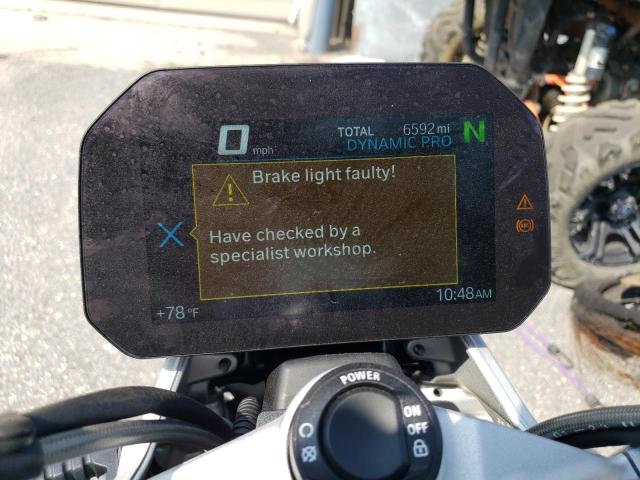 0 mph TOTAL 6592 mi N
DYNAMIC PRO
Brake light faulty!
Have checked by a
specialist workshop.
+78 °F 10:48 AM
ABS
POWER
ON
OFF